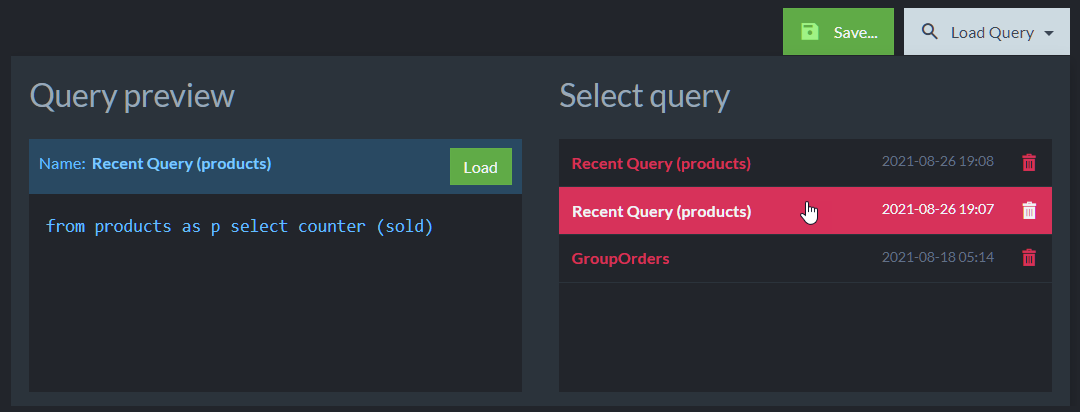 Save...
Load Query
Query preview
Select query
Name: Recent Query (products)
Load
from products as p select counter (sold)
Recent Query (products) 2021-08-26 19:08
Recent Query (products) 2021-08-26 19:07
GroupOrders 2021-08-18 05:14